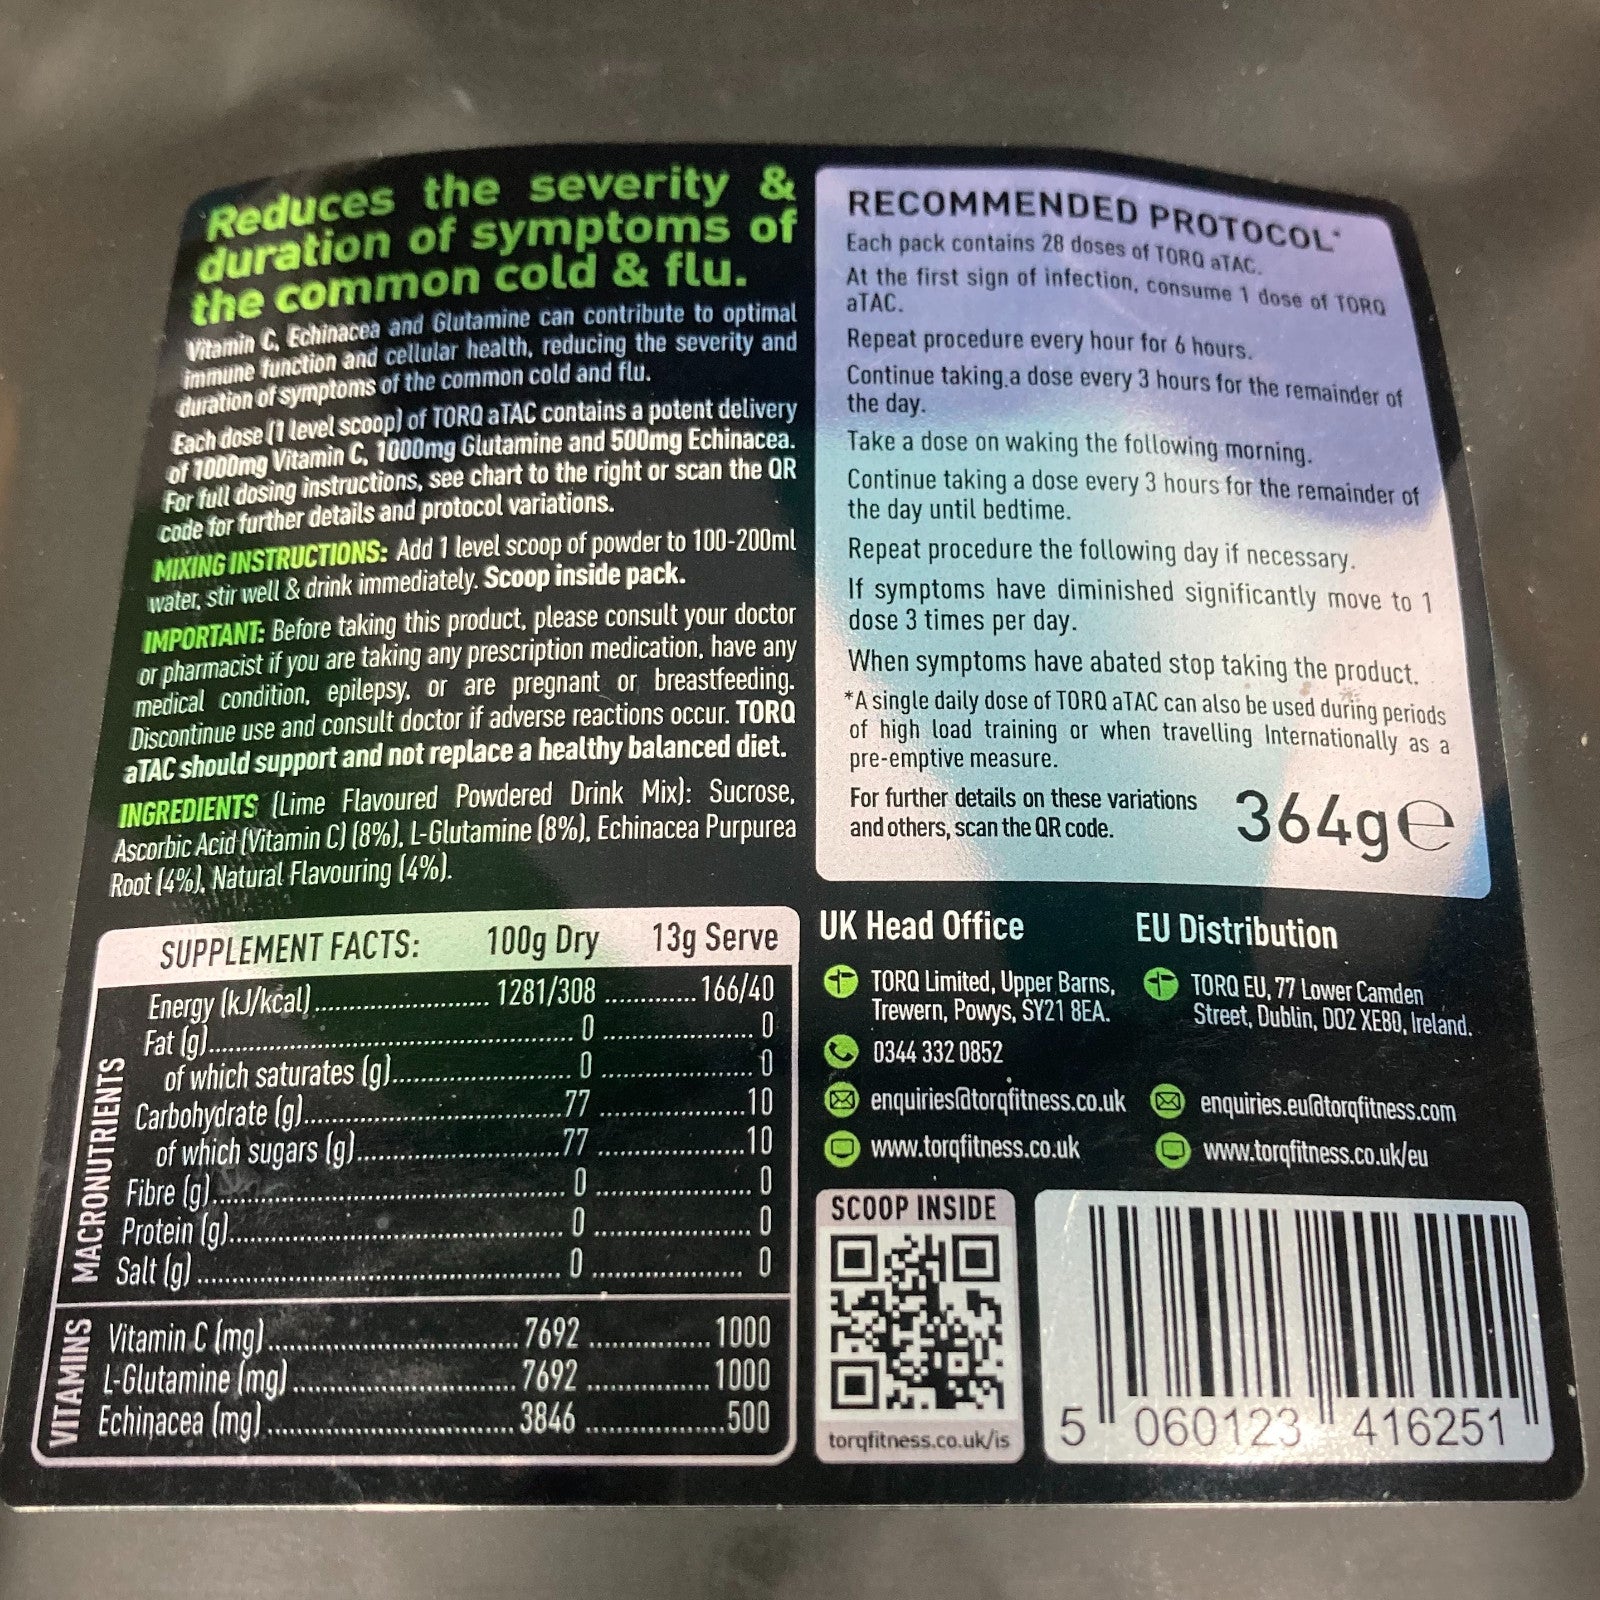 Reduces the severity &
duration of symptoms of
the common cold & flu.
Vitamin C, Echinacea and Glutamine can contribute to optimal
immune function and cellular health, reducing the severity and
duration of symptoms of the common cold and flu.
Each dose (1 level scoop) of TORQ aTAC contains a potent delivery
of 1000mg Vitamin C, 1000mg Glutamine and 500mg Echinacea.
For full dosing instructions, see chart to the right or scan the QR
code for further details and protocol variations.
MIXING INSTRUCTIONS: Add 1 level scoop of powder to 100-200ml
water, stir well & drink immediately. Scoop inside pack.
IMPORTANT: Before taking this product, please consult your doctor
or pharmacist if you are taking any prescription medication, have any
medical condition, epilepsy, or are pregnant or breastfeeding.
Discontinue use and consult doctor if adverse reactions occur. TORQ
aTAC should support and not replace a healthy balanced diet.
INGREDIENTS (Lime Flavoured Powdered Drink Mix): Sucrose,
Ascorbic Acid (Vitamin C) (8%), L-Glutamine (8%), Echinacea Purpurea
Root (4%), Natural Flavouring (4%).
SUPPLEMENT FACTS: 100g Dry 13g Serve
MACRONUTRIENTS
Energy (kJ/kcal) 1281/308 166/40
Fat (g) 0 0
of which saturates (g) 0 0
Carbohydrate (g) 77 10
of which sugars (g) 77 10
Fibre (g) 0 0
Protein (g) 0 0
Salt (g) 0 0
VITAMINS
Vitamin C (mg) 7692 1000
L-Glutamine (mg) 7692 1000
Echinacea (mg) 3846 500
RECOMMENDED PROTOCOL*
Each pack contains 28 doses of TORQ aTAC.
At the first sign of infection, consume 1 dose of TORQ
aTAC.
Repeat procedure every hour for 6 hours.
Continue taking a dose every 3 hours for the remainder of
the day.
Take a dose on waking the following morning.
Continue taking a dose every 3 hours for the remainder of
the day until bedtime.
Repeat procedure the following day if necessary.
If symptoms have diminished significantly move to 1
dose 3 times per day.
When symptoms have abated stop taking the product.
*A single daily dose of TORQ aTAC can also be used during periods
of high load training or when travelling Internationally as a
pre-emptive measure.
For further details on these variations
and others, scan the QR code.
364g ℮
UK Head Office
TORQ Limited, Upper Barns,
Trewern, Powys, SY21 8EA.
0344 332 0852
enquiries@torqfitness.co.uk
www.torqfitness.co.uk
EU Distribution
TORQ EU, 77 Lower Camden
Street, Dublin, D02 XE80, Ireland.
enquiries.eu@torqfitness.com
www.torqfitness.co.uk/eu
SCOOP INSIDE
torqfitness.co.uk/is
5 060123 416251